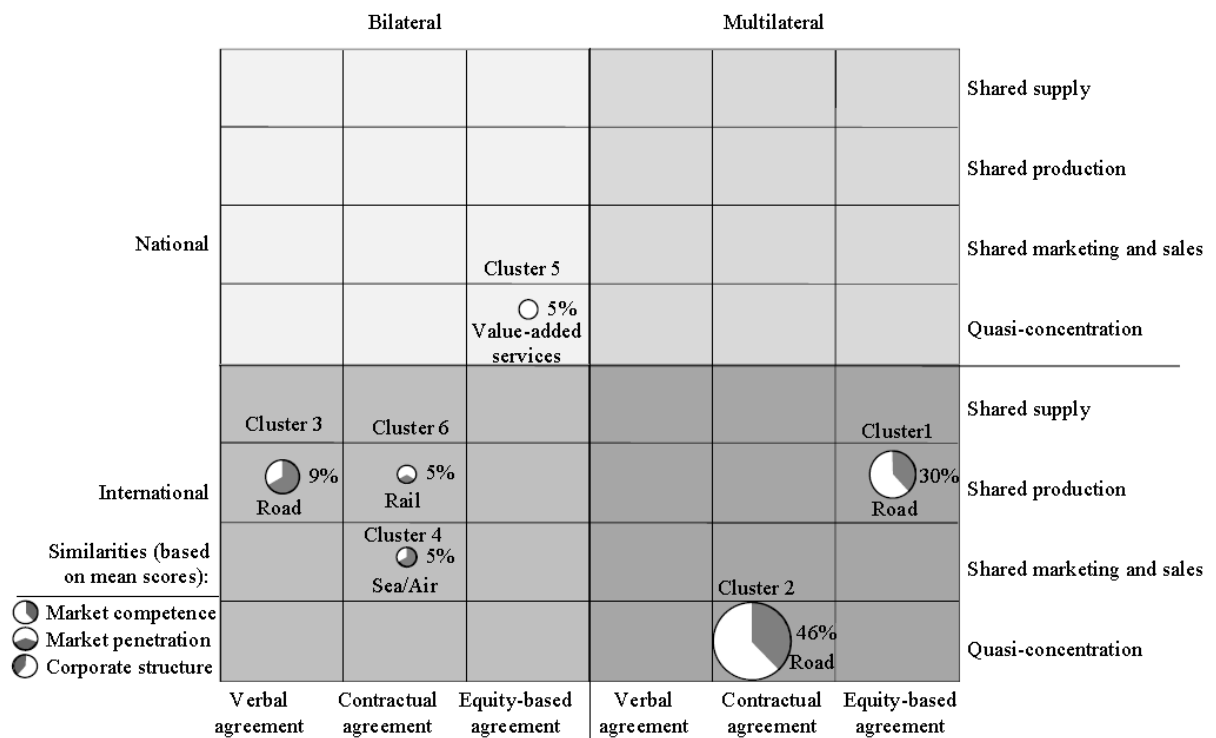 Bilateral
Multilateral
Shared supply
Shared production
National
Shared marketing and sales
Cluster 5
5%
Value-added
services
Quasi-concentration
Shared supply
Cluster 3
Cluster 6
Cluster1
9%
5%
30%
Road
Rail
Road
International
Shared production
Similarities (based
on mean scores):
Cluster 4
5%
Sea/Air
Shared marketing and sales
Cluster 2
Market competence
Market penetration
Corporate structure
46%
Road
Quasi-concentration
Verbal
agreement
Contractual
agreement
Equity-based
agreement
Verbal
agreement
Contractual
agreement
Equity-based
agreement